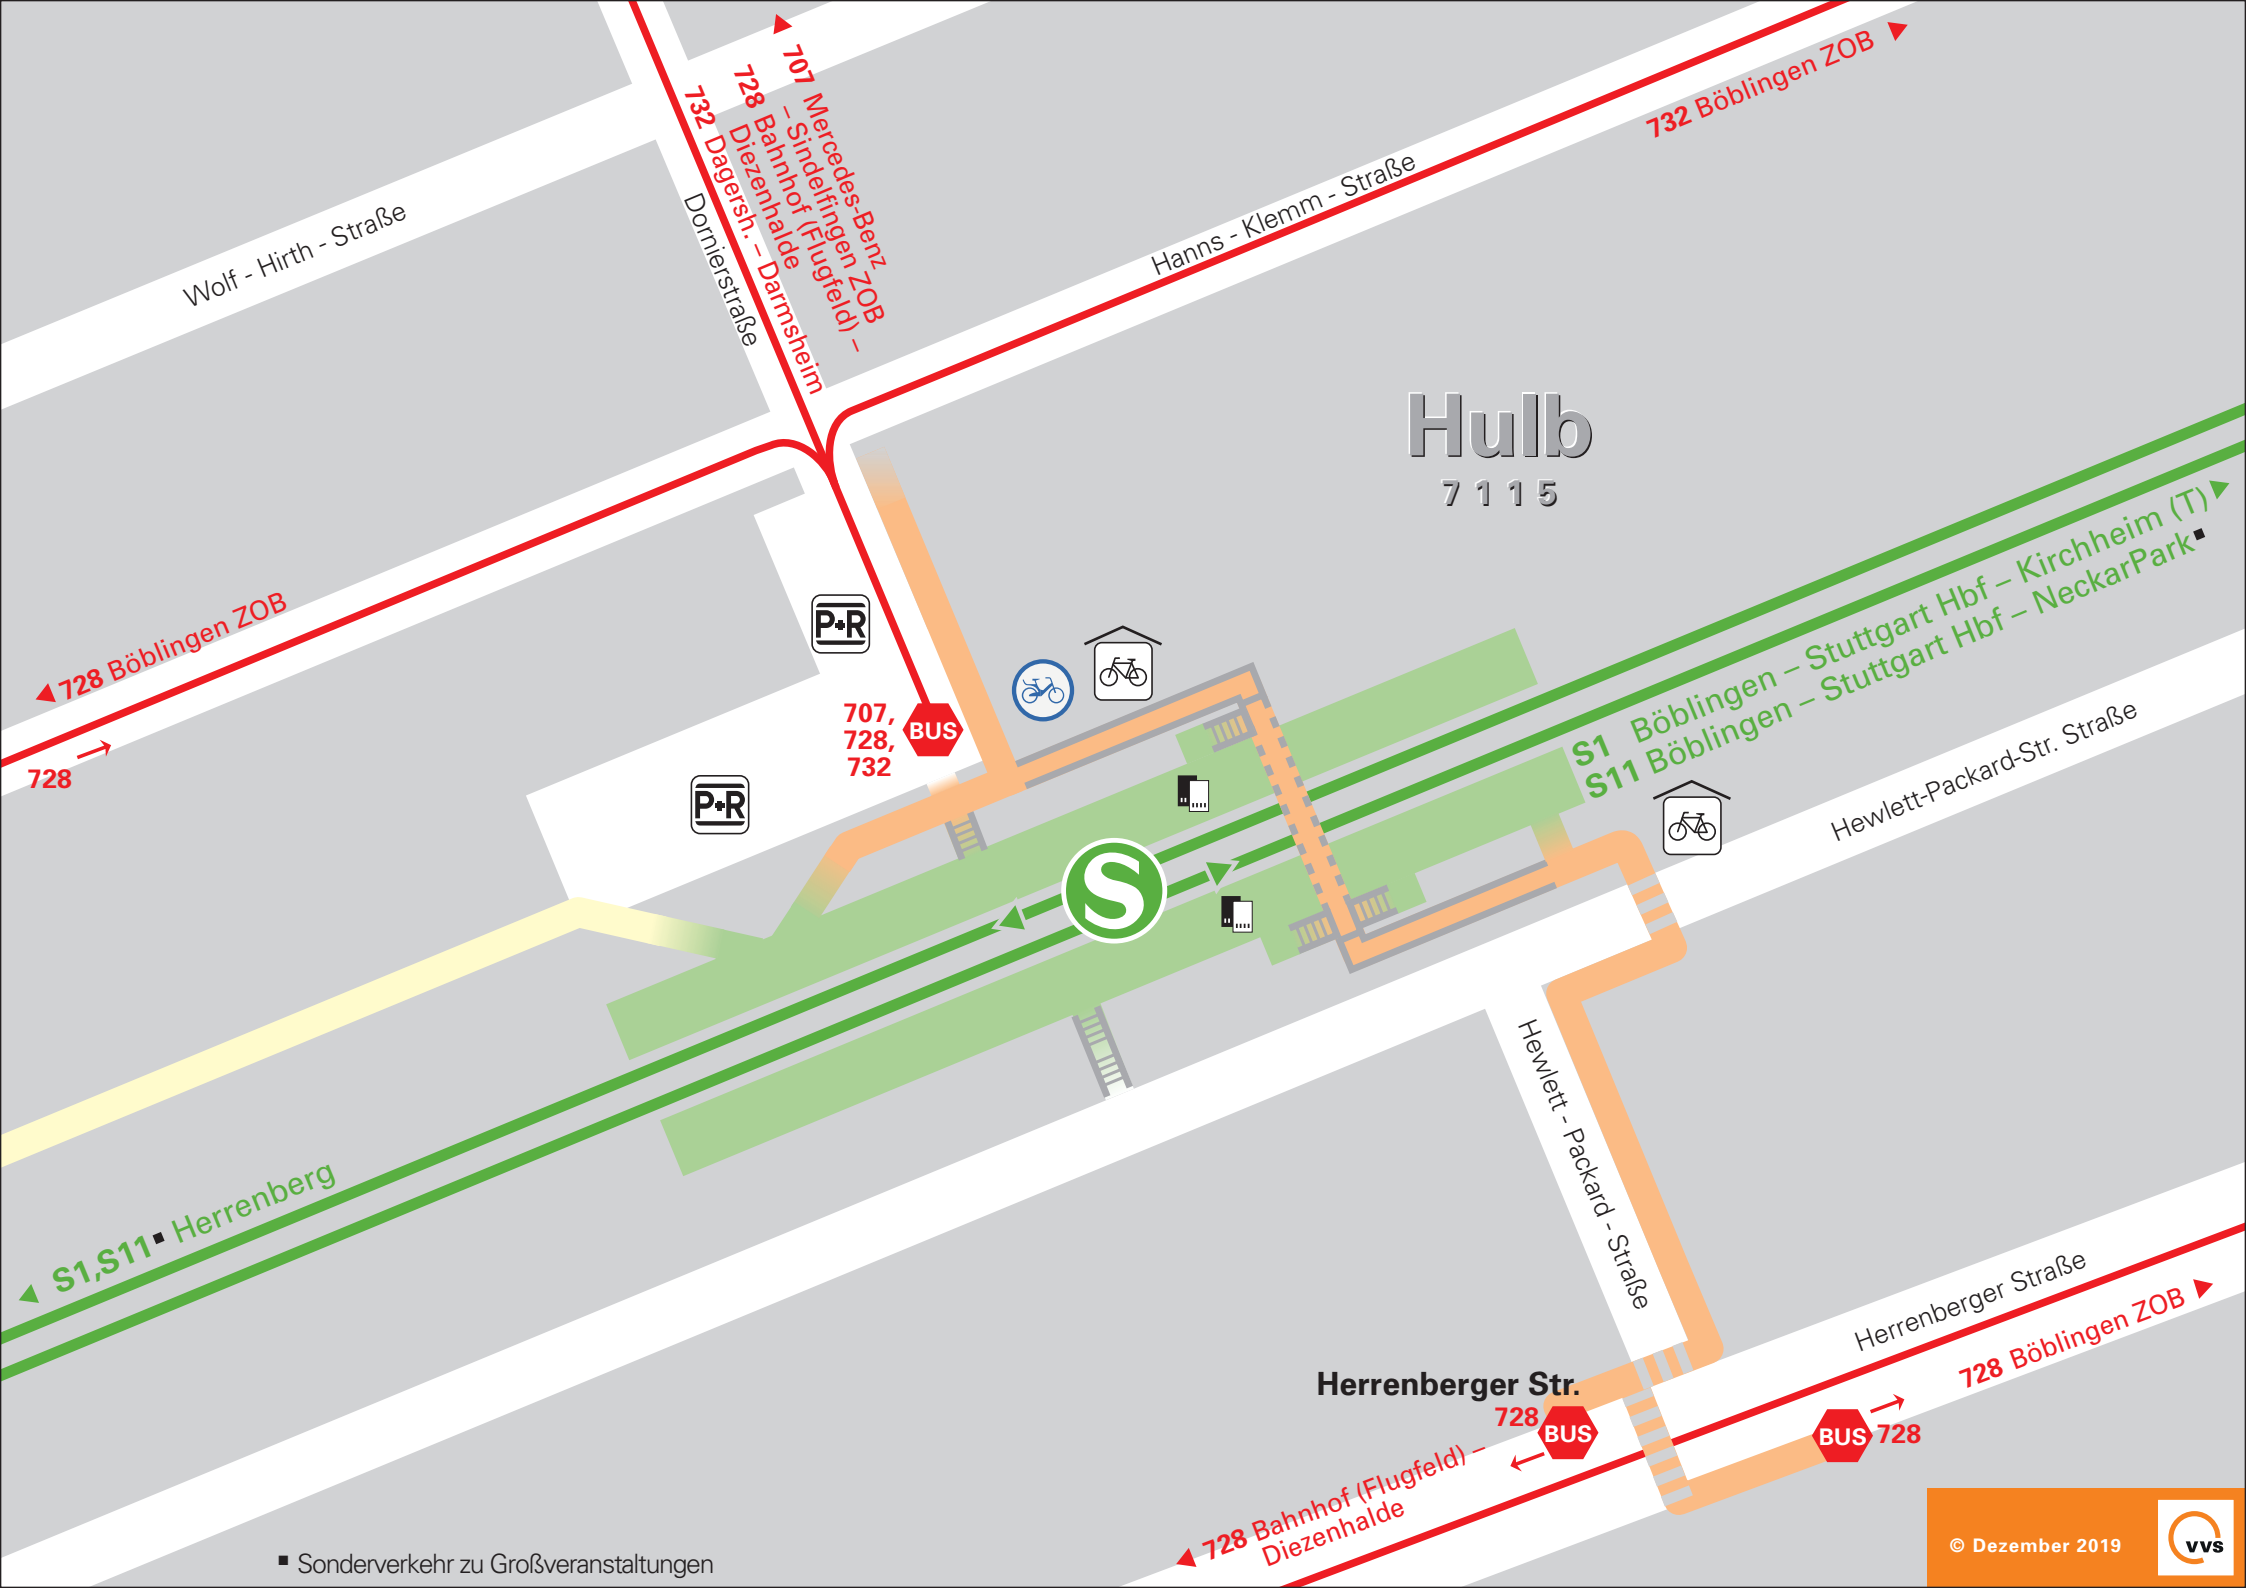 707 Mercedes-Benz
– Sindelfingen ZOB
728 Bahnhof (Flugfeld) –
Diezenhalde
732 Dagersh. – Darmsheim
Dornierstraße
Wolf - Hirth - Straße
Hanns - Klemm - Straße
732 Böblingen ZOB
Hulb
7115
728 Böblingen ZOB
728
P+R
P+R
707,
728,
732
BUS
S
S1 Böblingen – Stuttgart Hbf – Kirchheim (T)
S11 Böblingen – Stuttgart Hbf – NeckarPark▪
Hewlett-Packard-Str. Straße
S1,S11▪ Herrenberg
Hewlett - Packard - Straße
Herrenberger Straße
728 Böblingen ZOB
Herrenberger Str.
728
BUS
BUS
728
728 Bahnhof (Flugfeld) –
Diezenhalde
▪ Sonderverkehr zu Großveranstaltungen
© Dezember 2019
vvs